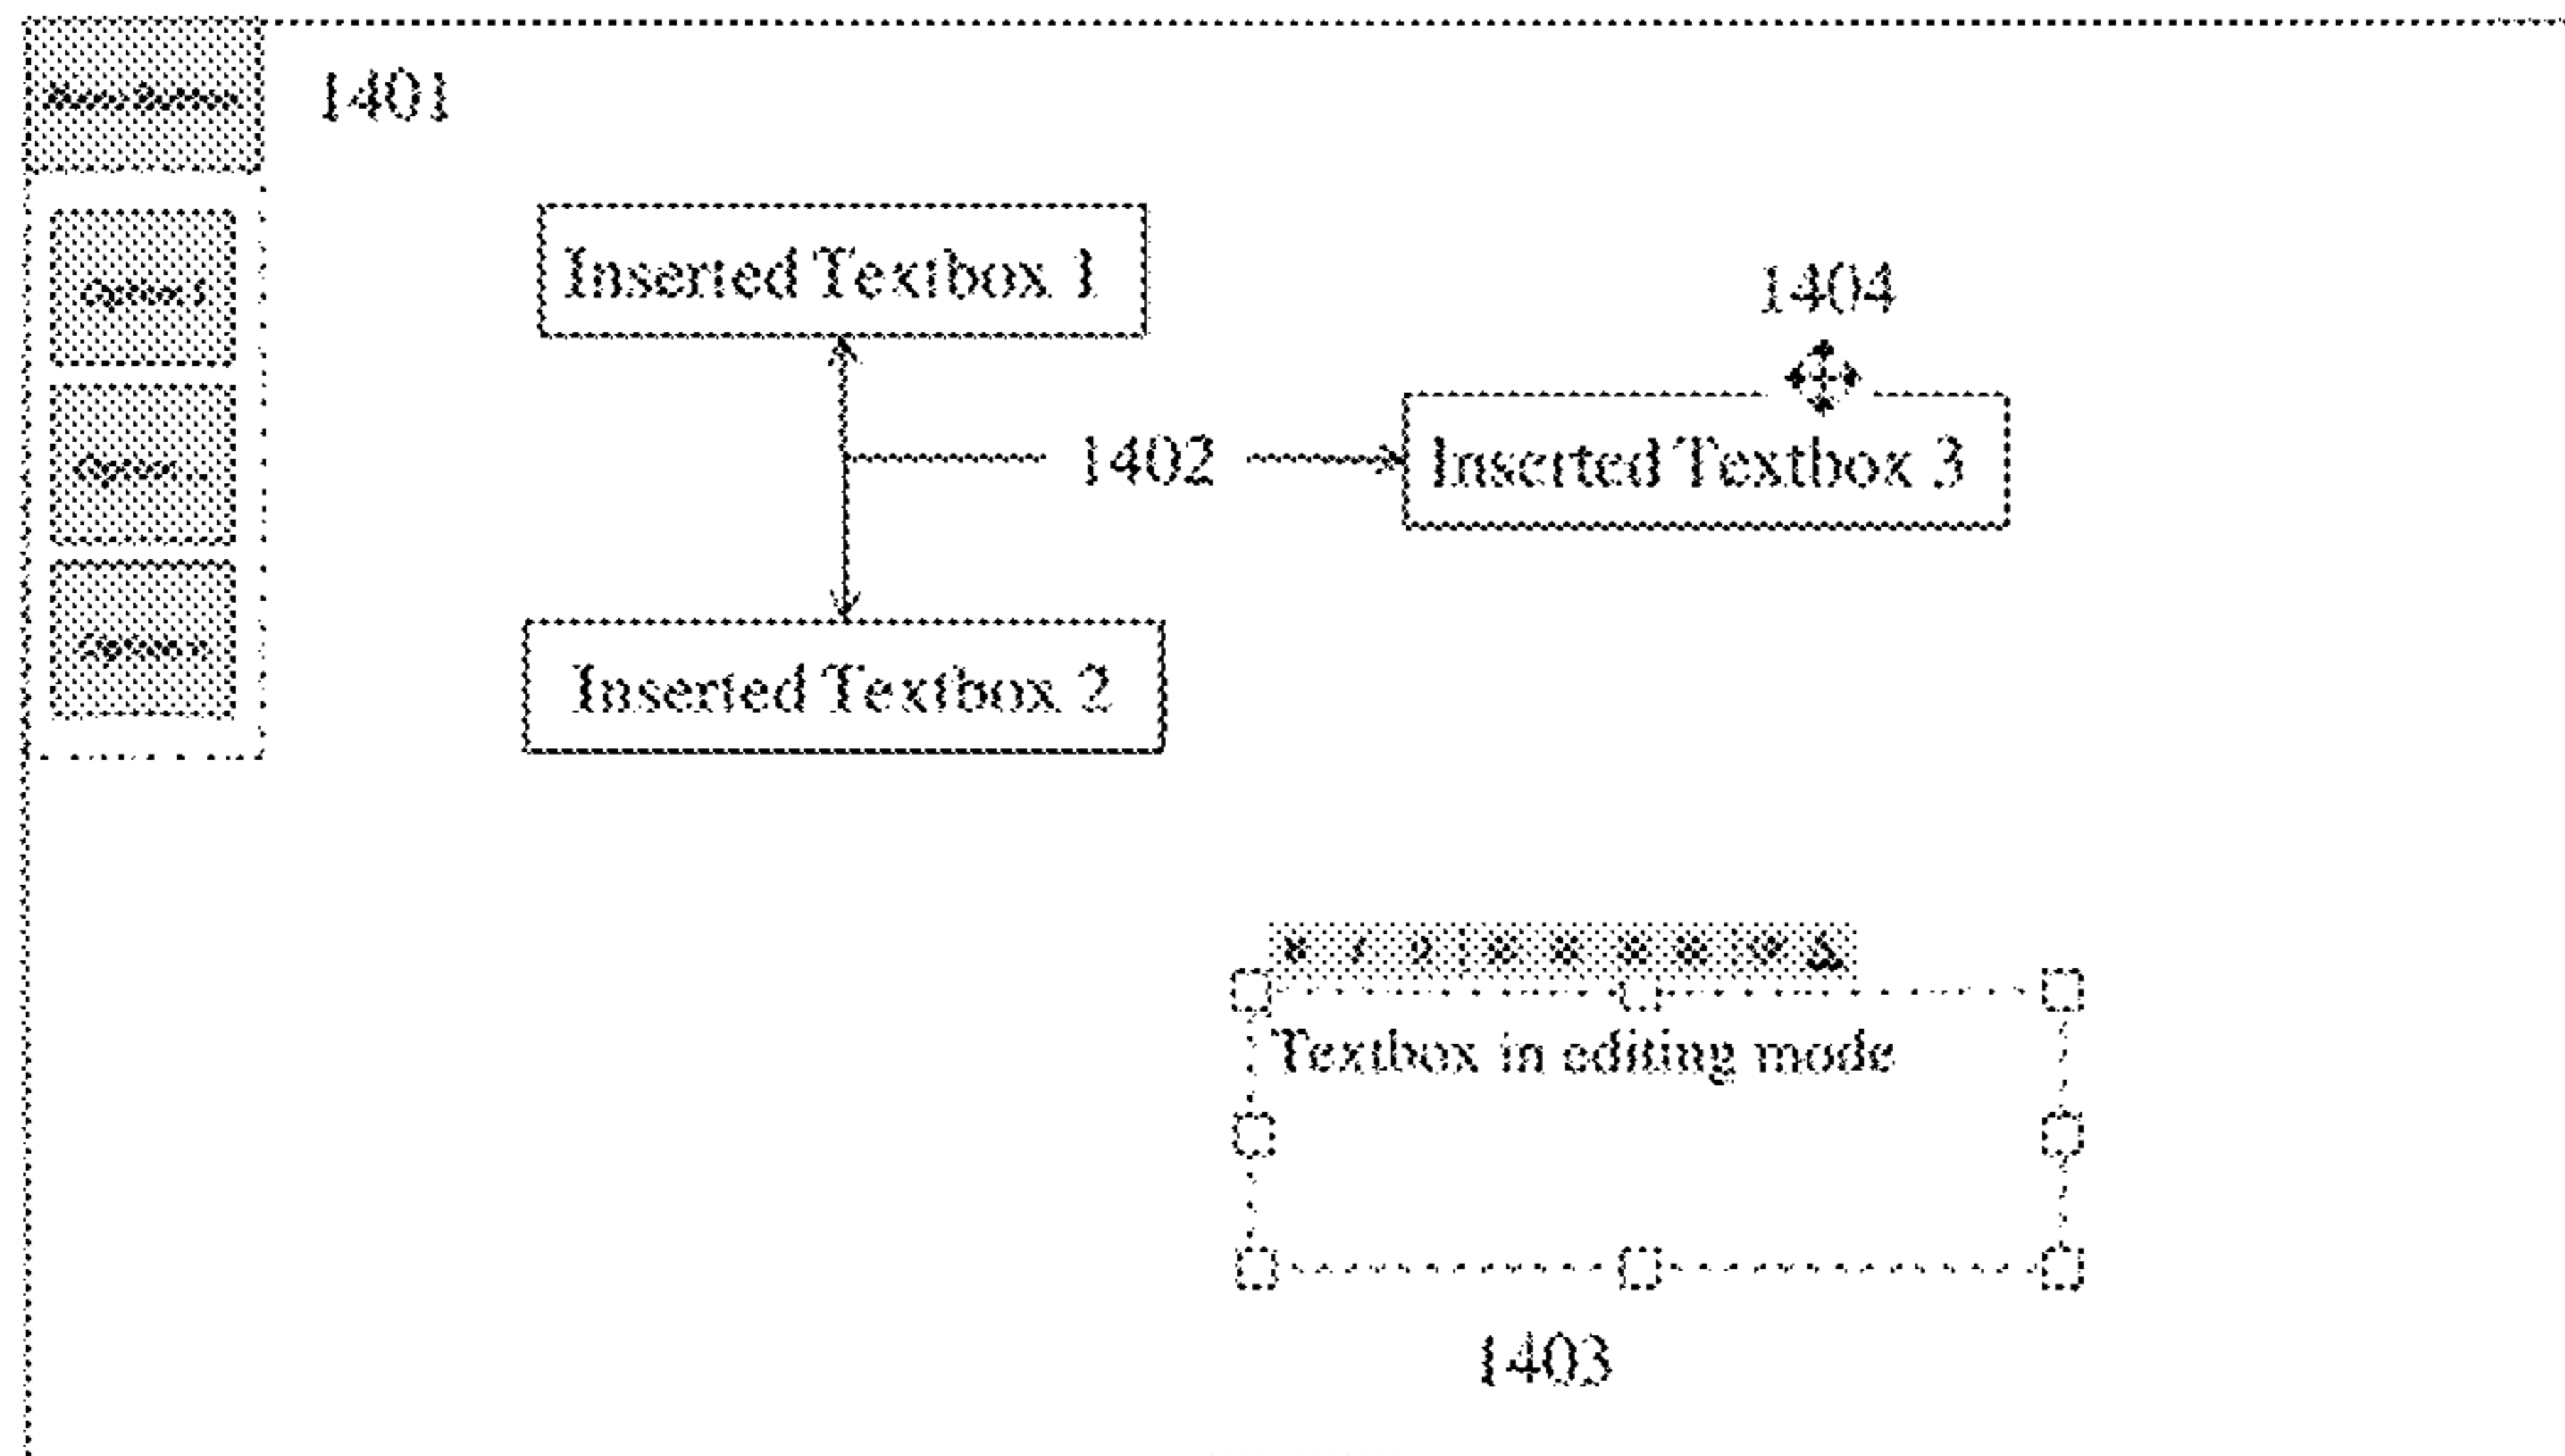 1401
Inserted Textbox 1
1404
1402
Inserted Textbox 3
Inserted Textbox 2
Textbox in editing mode
1403